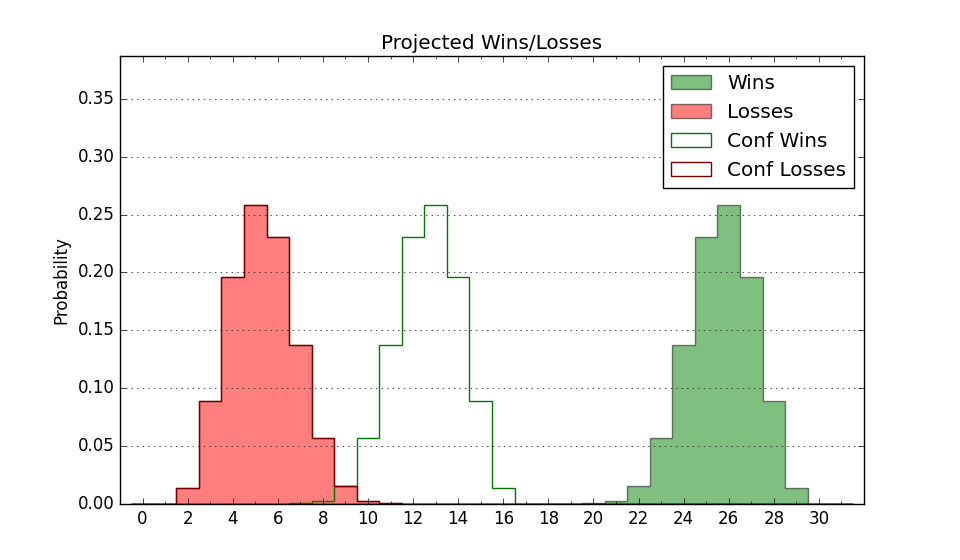 Projected Wins/Losses
Wins
Losses
Conf Wins
Conf Losses
Probability
0.35
0.30
0.25
0.20
0.15
0.10
0.05
0.00
0 2 4 6 8 10 12 14 16 18 20 22 24 26 28 30